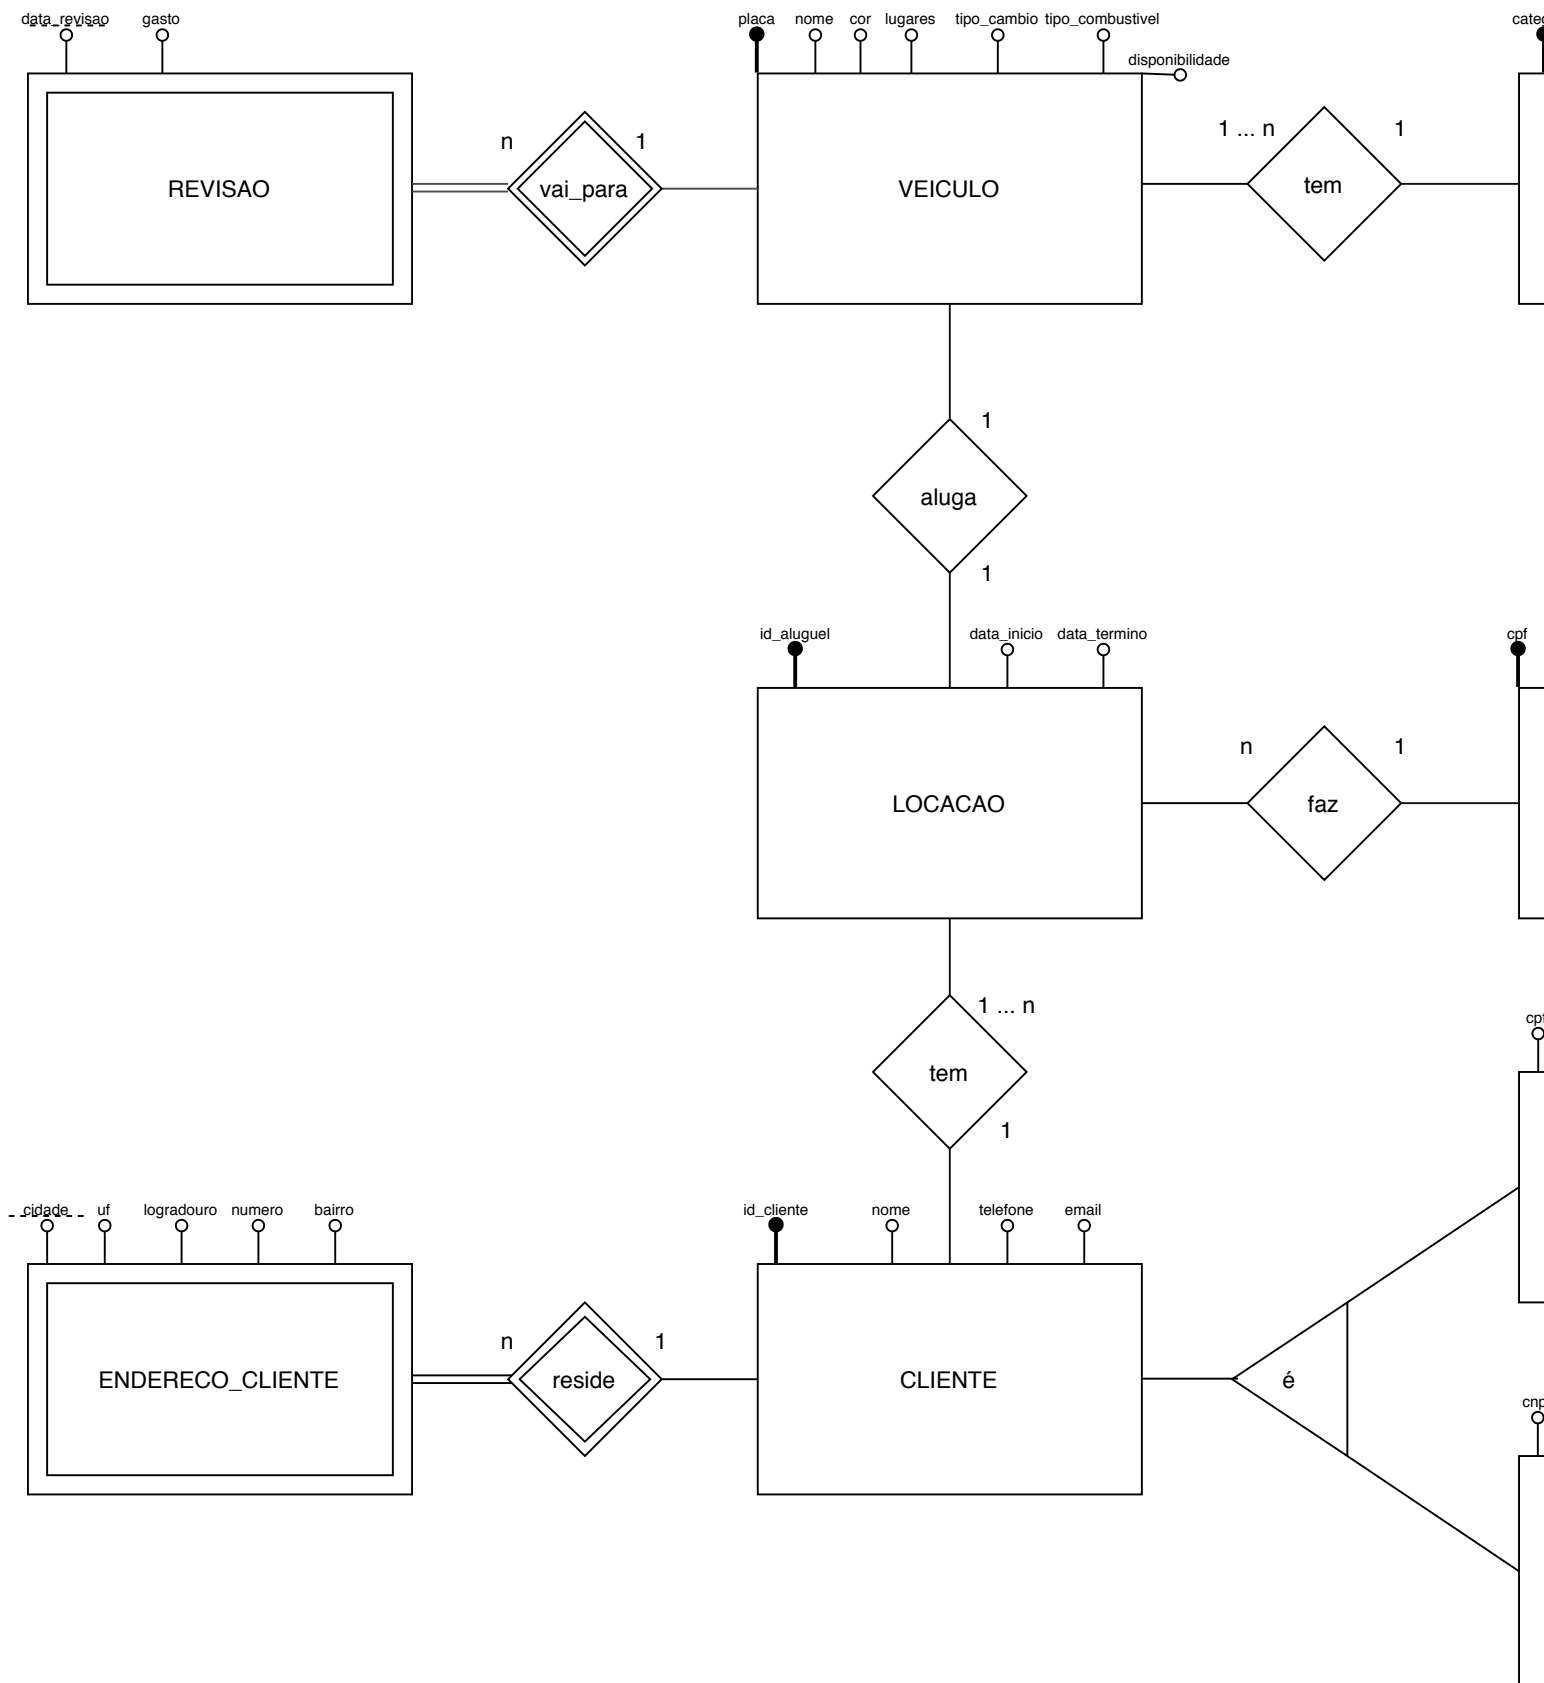 data_revisao gasto
placa nome cor lugares tipo_cambio tipo_combustivel
disponibilidade
n 1
1 ... n 1
REVISAO
vai_para
VEICULO
tem
1
aluga
1
id_aluguel data_inicio data_termino
cpf
n 1
LOCACAO
faz
1 ... n
tem
1
cidade uf logradouro numero bairro
id_cliente nome telefone email
n 1
ENDERECO_CLIENTE
reside
CLIENTE
é